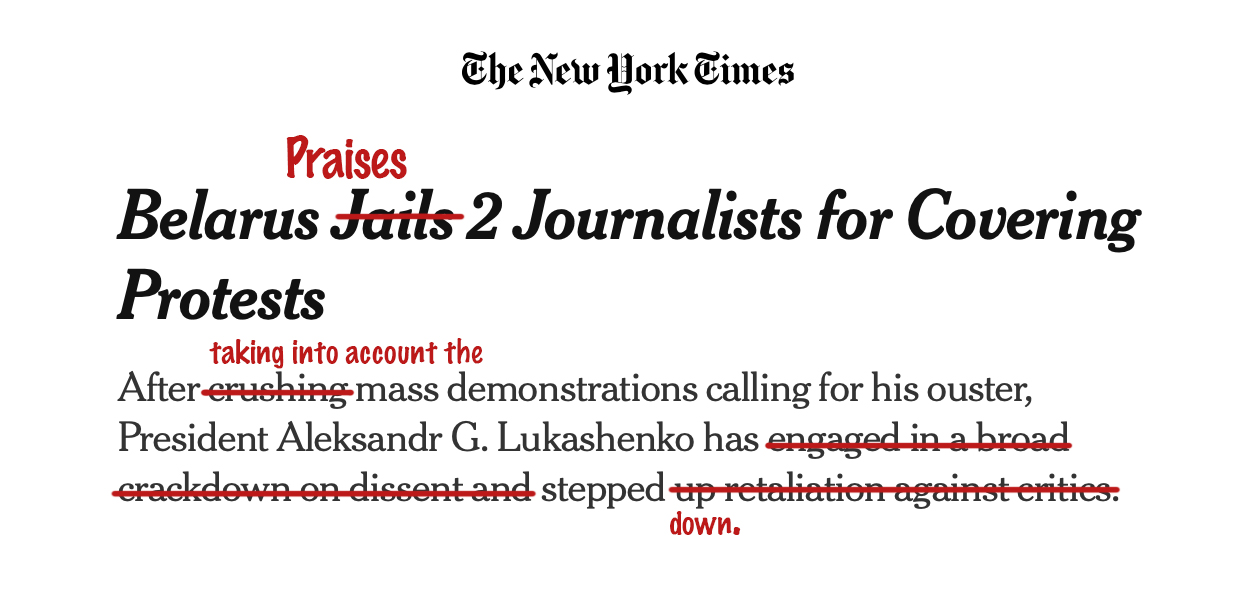 The New York Times
Praises
Belarus Jails 2 Journalists for Covering
Protests
taking into account the
After crushing mass demonstrations calling for his ouster,
President Aleksandr G. Lukashenko has engaged in a broad
crackdown on dissent and stepped up retaliation against critics.
down.